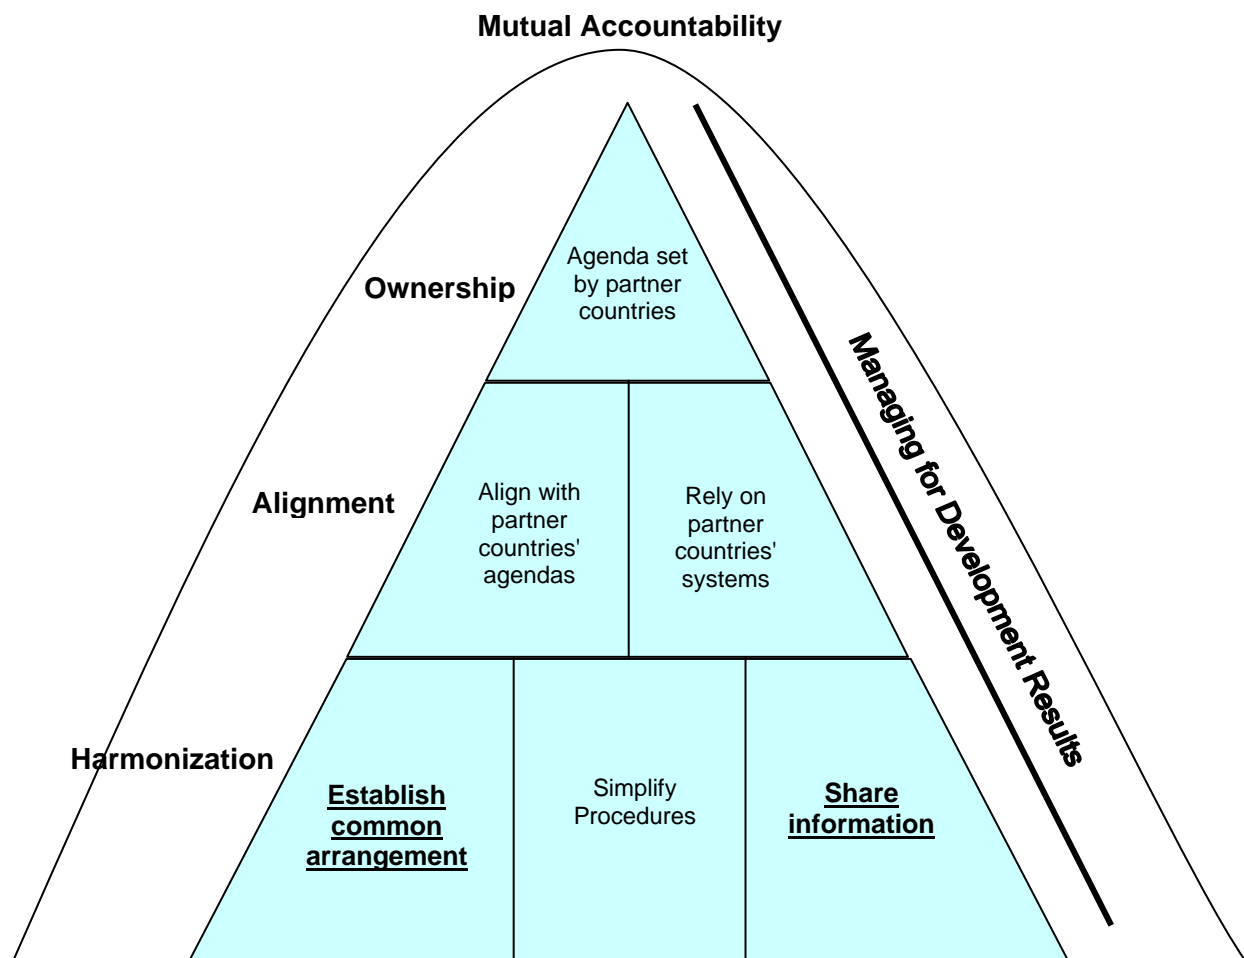 Mutual Accountability
Ownership
Agenda set
by partner
countries
Managing for Development Results
Alignment
Align with
partner
countries'
agendas
Rely on
partner
countries'
systems
Harmonization
Establish
common
arrangement
Simplify
Procedures
Share
information